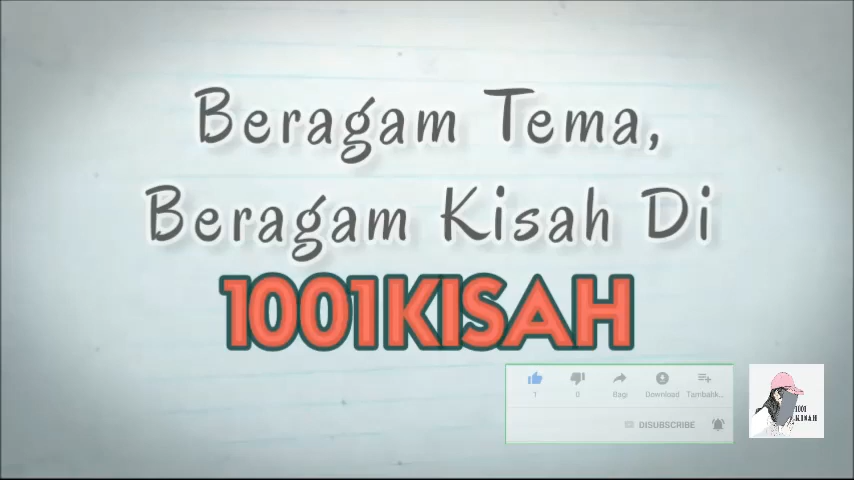 Beragam Tema,
Beragam Kisah Di
1001KISAH
1 0 Bagi Download Tambahk...
DISUBSCRIBE
1001
KISAH